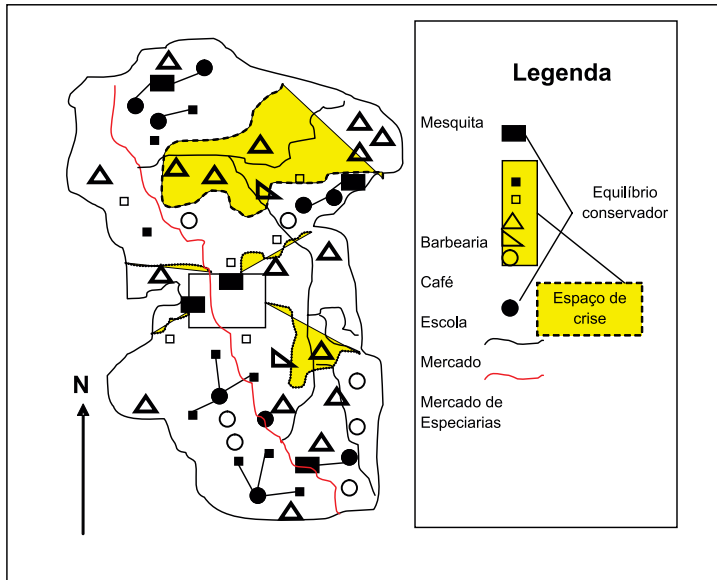 N
Legenda
Mesquita
Equilíbrio
conservador
Barbearia
Café
Espaço de
crise
Escola
Mercado
Mercado de
Especiarias